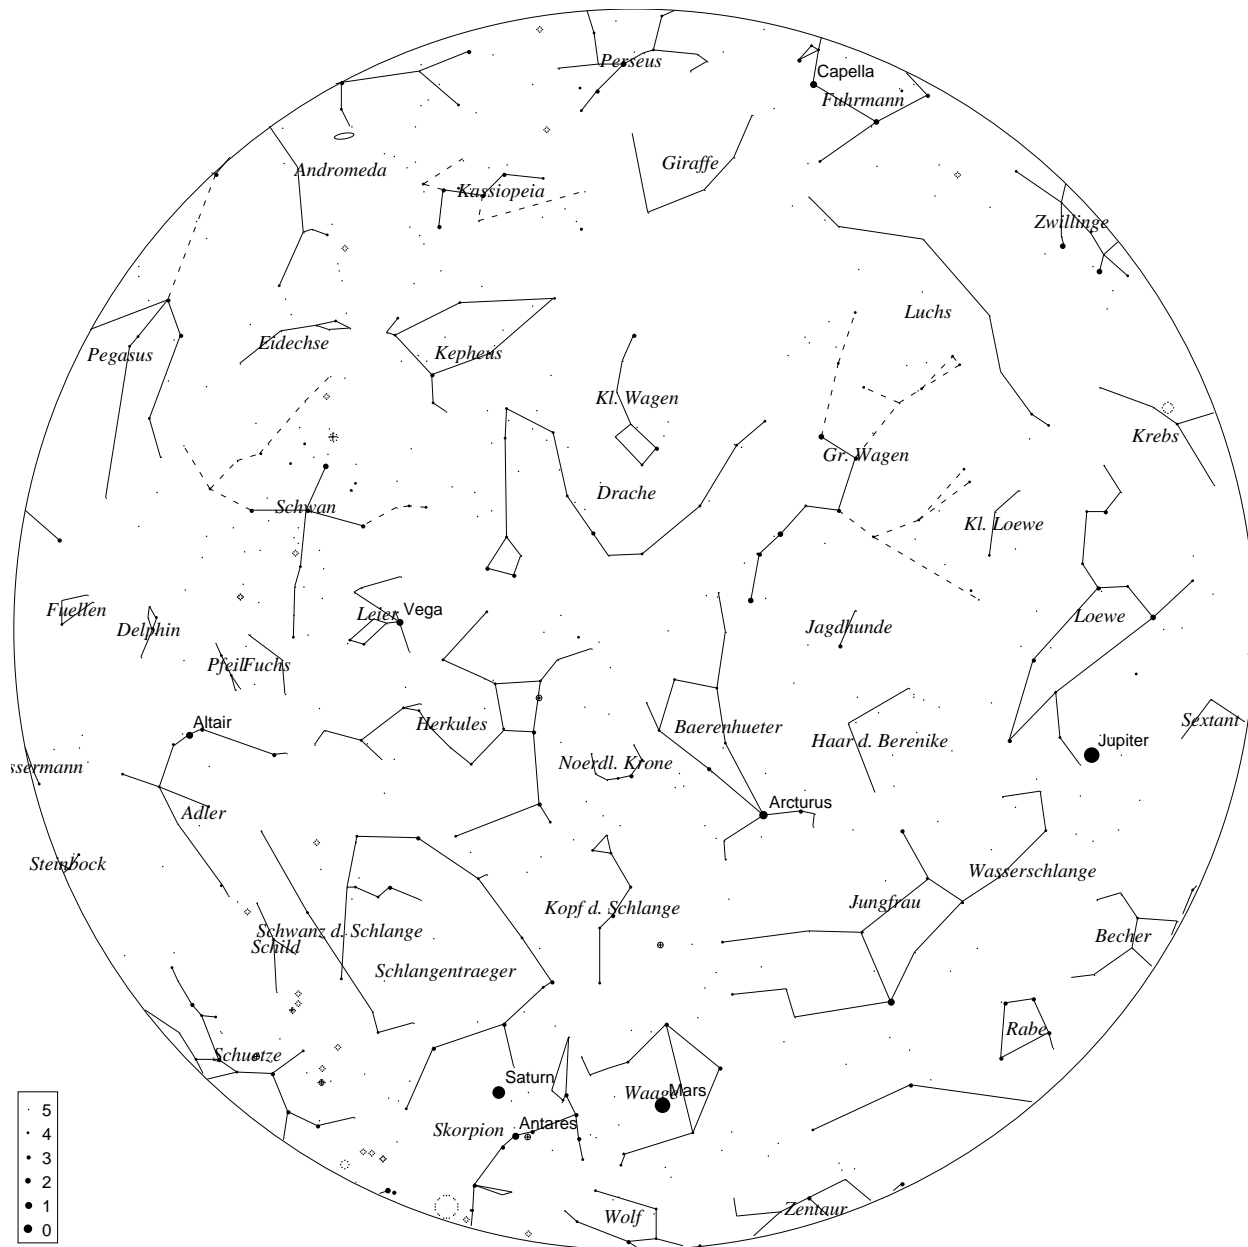 Perseus
Capella
Fuhrmann
Andromeda
Kassiopeia
Giraffe
Zwillinge
Pegasus
Eidechse
Kepheus
Luchs
Kl. Wagen
Krebs
Gr. Wagen
Schwan
Drache
Kl. Loewe
Fuellen
Delphin
Leier
Vega
Jagdhunde
Loewe
Pfeil
Fuchs
Altair
Herkules
Baerenhueter
Haar d. Berenike
Sextant
Jupiter
ssermann
Noerdl. Krone
Adler
Arcturus
Steinbock
Wasserschlange
Schwanz d. Schlange
Kopf d. Schlange
Jungfrau
Becher
Schild
Schlangentraeger
Rabe
Schuetze
Saturn
Waage
Mars
Skorpion
Antares
Wolf
Zentaur
5
4
3
2
1
0